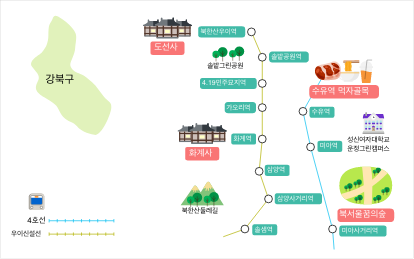 강북구
도선사
북한산우이역
솔밭그린공원
솔밭공원역
4.19민주묘지역
수유역 먹자골목
가오리역
수유역
화계역
화계사
성신여자대학교
운정그린캠퍼스
미아역
삼양역
북한산둘레길
삼양사거리역
북서울꿈의숲
솔샘역
미아사거리역
4호선
우이신설선